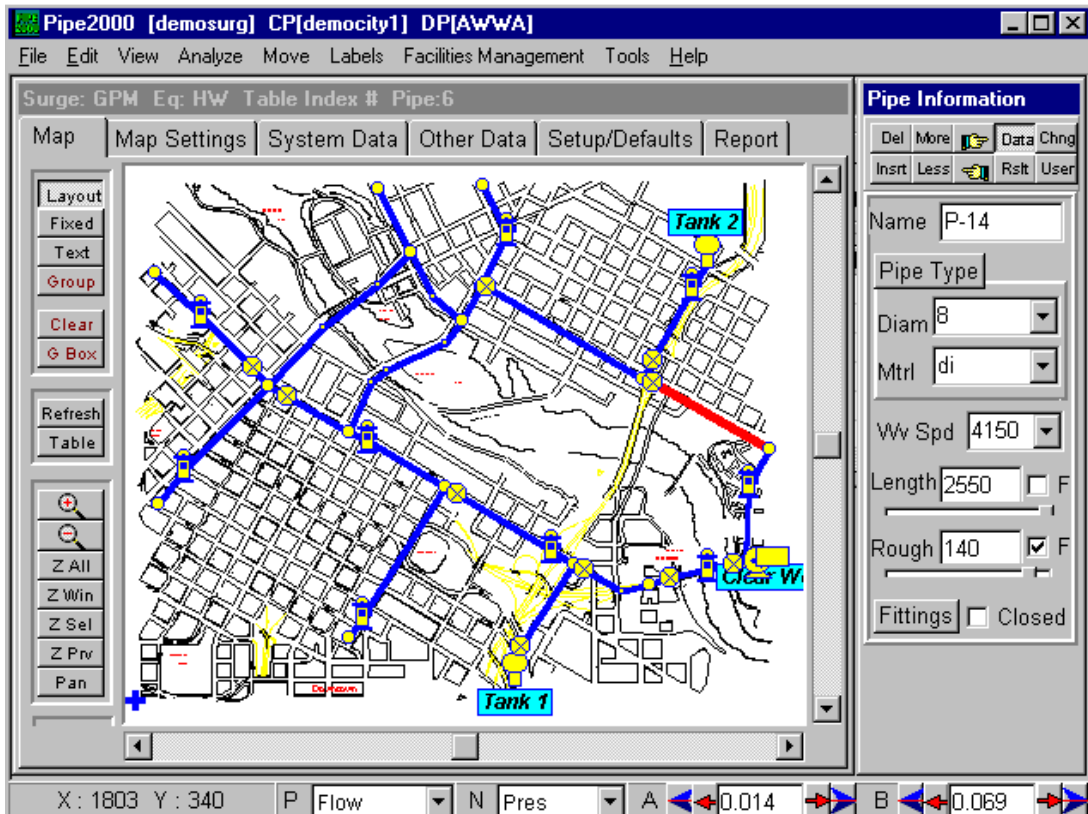 Pipe2000 [demosurg] CP[democity1] DP[AWWA]
File Edit View Analyze Move Labels Facilities Management Tools Help
Surge: GPM Eq: HW Table Index # Pipe:6
Map Map Settings System Data Other Data Setup/Defaults Report
Layout
Fixed
Text
Group
Clear
G Box
Refresh
Table
Z All
Z Win
Z Sel
Z Prv
Pan
Tank 2
Clear We
Tank 1
Downtown
Pipe Information
Del More Data Chng
Insrt Less Rslt User
Name P-14
Pipe Type
Diam 8
Mtrl di
Wv Spd 4150
Length 2550 F
Rough 140 F
Fittings Closed
X : 1803 Y : 340 P Flow N Pres A 0.014 B 0.069